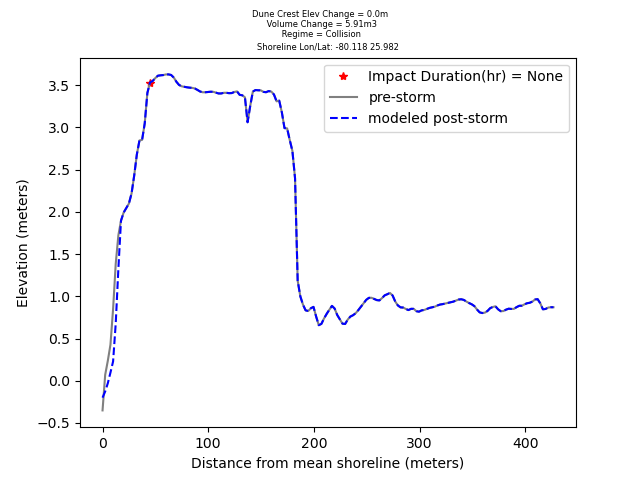 Dune Crest Elev Change = 0.0m
Volume Change = 5.91m3
Regime = Collision
Shoreline Lon/Lat: -80.118 25.982
Impact Duration(hr) = None
pre-storm
modeled post-storm
Elevation (meters)
3.5
3.0
2.5
2.0
1.5
1.0
0.5
0.0
−0.5
0 100 200 300 400
Distance from mean shoreline (meters)